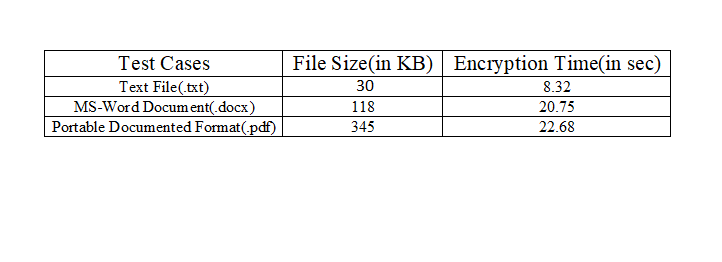 Test Cases File Size(in KB) Encryption Time(in sec)
Text File(.txt) 30 8.32
MS-Word Document(.docx) 118 20.75
Portable Documented Format(.pdf) 345 22.68